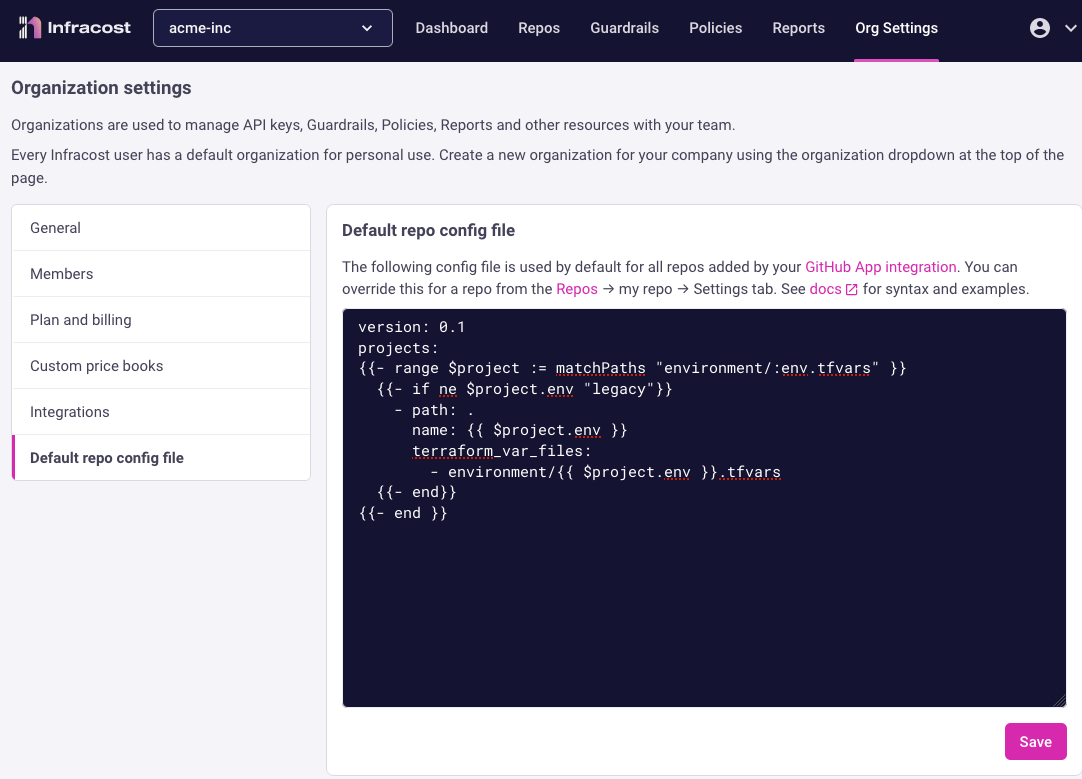 Infracost
acme-inc
Dashboard
Repos
Guardrails
Policies
Reports
Org Settings
Organization settings
Organizations are used to manage API keys, Guardrails, Policies, Reports and other resources with your team.
Every Infracost user has a default organization for personal use. Create a new organization for your company using the organization dropdown at the top of the
page.
General
Members
Plan and billing
Custom price books
Integrations
Default repo config file
Default repo config file
The following config file is used by default for all repos added by your GitHub App integration. You can
override this for a repo from the Repos → my repo → Settings tab. See docs for syntax and examples.
version: 0.1
projects:
{{- range $project := matchPaths "environment/:env.tfvars" }}
  {{- if ne $project.env "legacy"}}
    - path: .
      name: {{ $project.env }}
      terraform_var_files:
        - environment/{{ $project.env }}.tfvars
  {{- end}}
{{- end }}
Save